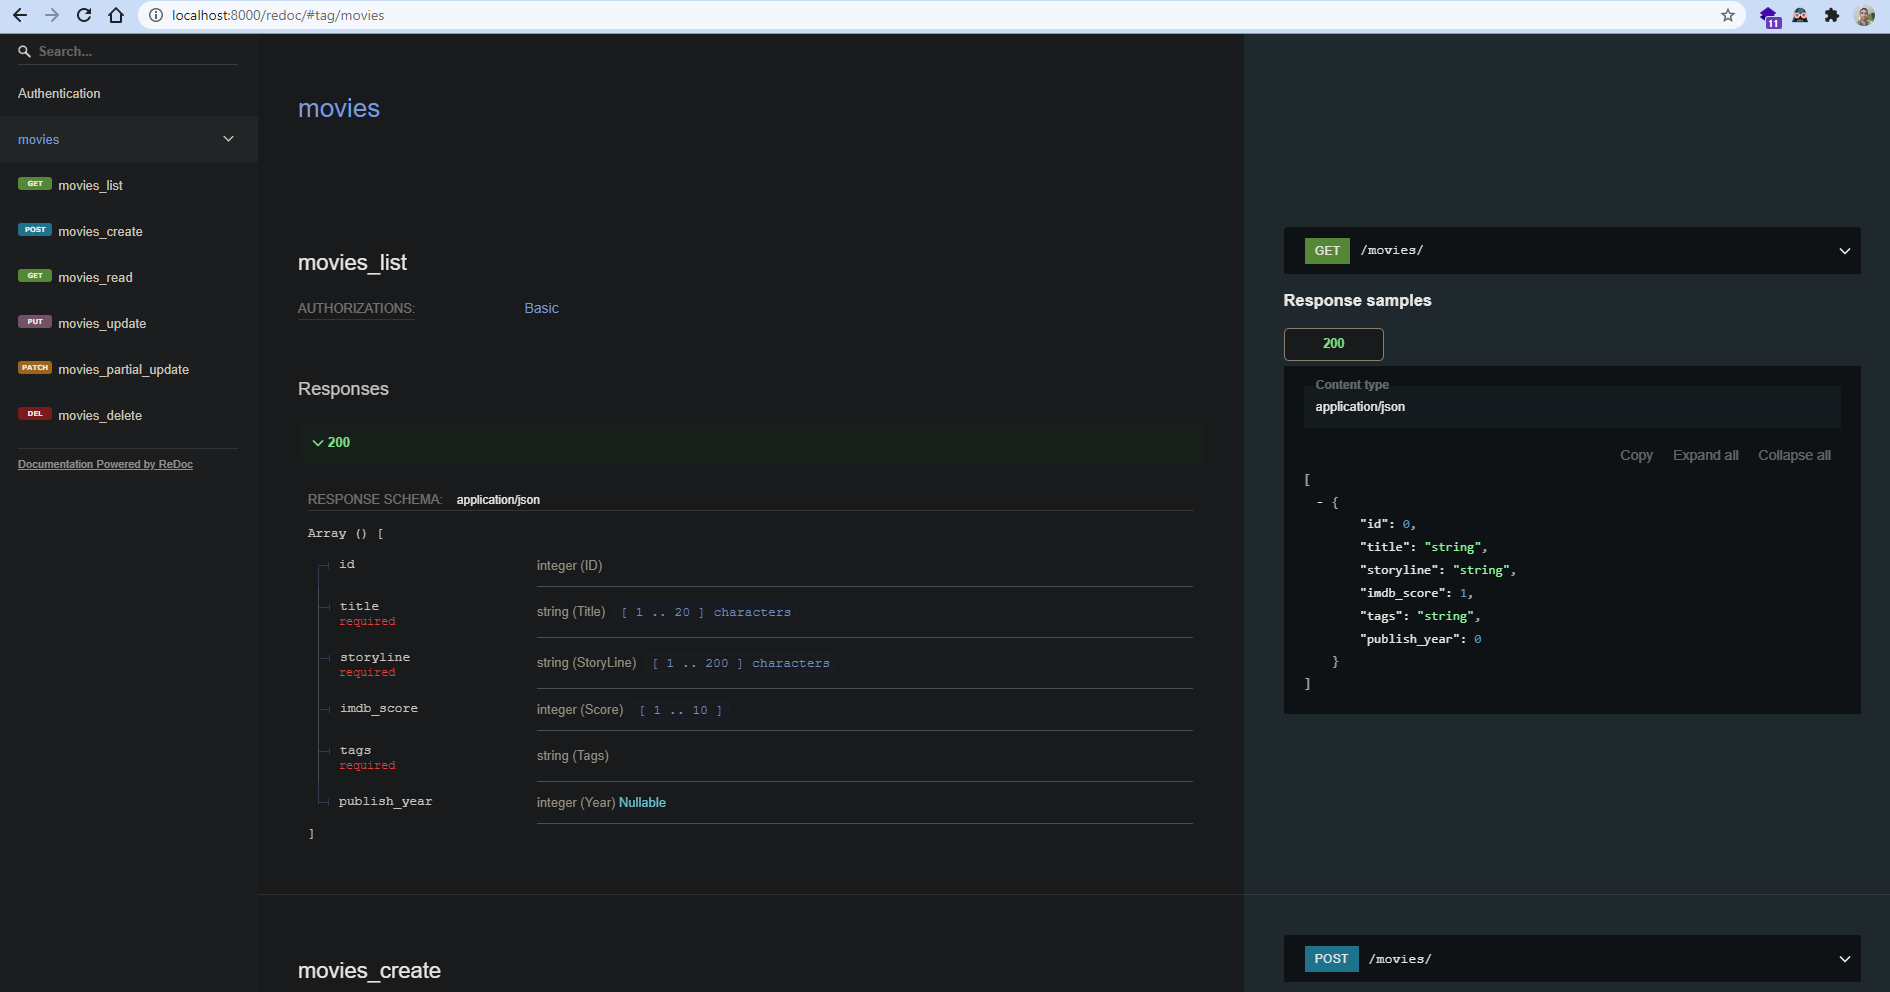 localhost:8000/redoc/#tag/movies
11
Search...
Authentication
movies
GET movies_list
POST movies_create
GET movies_read
PUT movies_update
PATCH movies_partial_update
DEL movies_delete
Documentation Powered by ReDoc
movies
movies_list
AUTHORIZATIONS: Basic
Responses
200
RESPONSE SCHEMA: application/json
Array () [
id integer (ID)
title required string (Title) [ 1 .. 20 ] characters
storyline required string (StoryLine) [ 1 .. 200 ] characters
imdb_score integer (Score) [ 1 .. 10 ]
tags required string (Tags)
publish_year integer (Year) Nullable
]
movies_create
GET /movies/
Response samples
200
Content type
application/json
Copy Expand all Collapse all
[
- {
"id": 0,
"title": "string",
"storyline": "string",
"imdb_score": 1,
"tags": "string",
"publish_year": 0
}
]
POST /movies/